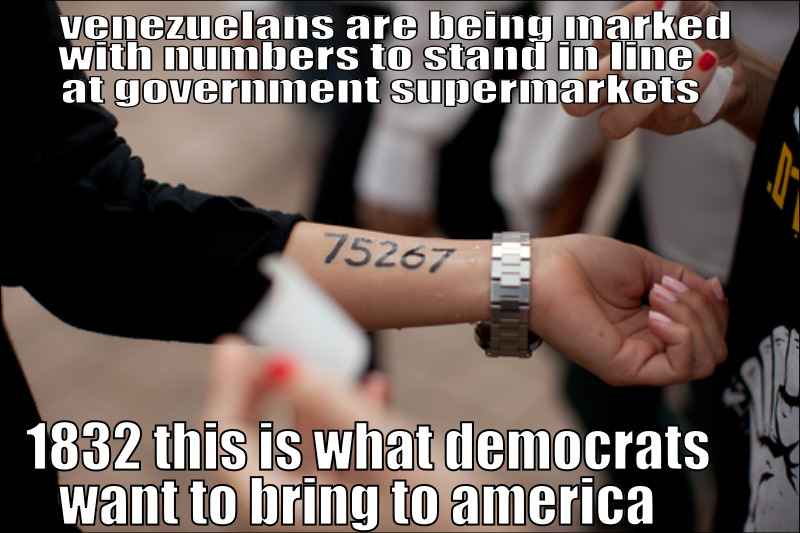 venezuelans are being marked
with numbers to stand in line
at government supermarkets
75267
1832 this is what democrats
want to bring to america